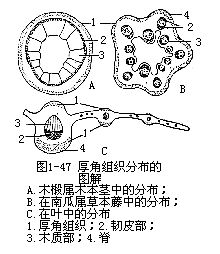 1
2
3
A
4
2
1
3
B
3
2
4
1
C
图1-47 厚角组织分布的
图解
A.木椴属木本茎中的分布；
B.在南瓜属草本藤中的分布；
C.在叶中的分布
1.厚角组织；2.韧皮部；
3.木质部；4.脊